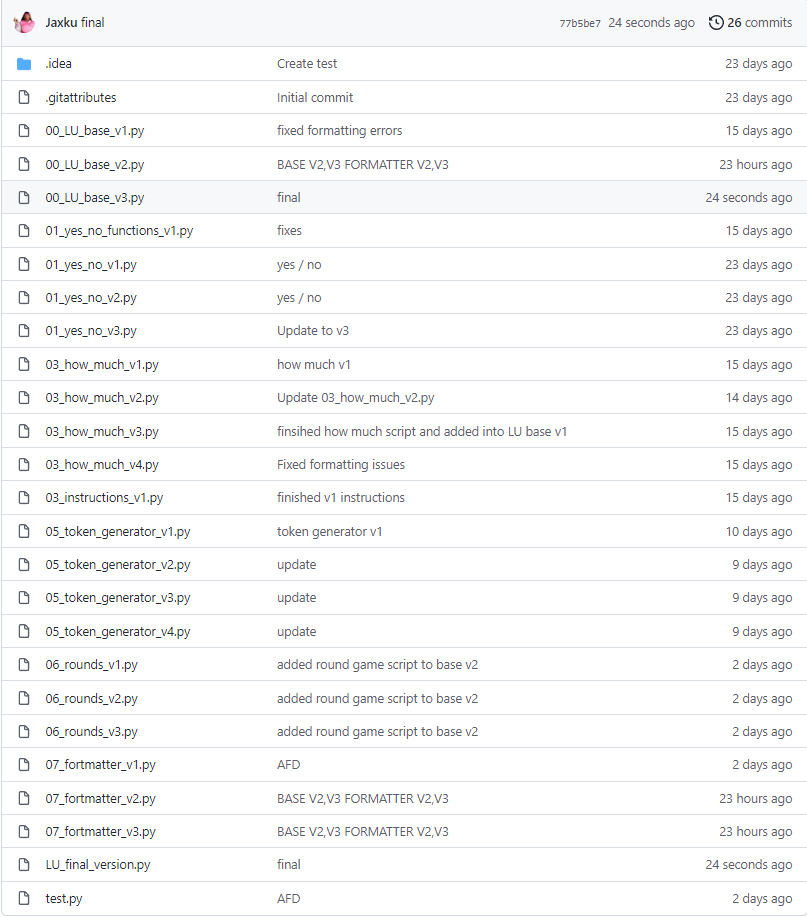 Jaxku final 77b5be7 24 seconds ago 26 commits
.idea Create test 23 days ago
.gitattributes Initial commit 23 days ago
00_LU_base_v1.py fixed formatting errors 15 days ago
00_LU_base_v2.py BASE V2,V3 FORMATTER V2,V3 23 hours ago
00_LU_base_v3.py final 24 seconds ago
01_yes_no_functions_v1.py fixes 15 days ago
01_yes_no_v1.py yes / no 23 days ago
01_yes_no_v2.py yes / no 23 days ago
01_yes_no_v3.py Update to v3 23 days ago
03_how_much_v1.py how much v1 15 days ago
03_how_much_v2.py Update 03_how_much_v2.py 14 days ago
03_how_much_v3.py finsihed how much script and added into LU base v1 15 days ago
03_how_much_v4.py Fixed formatting issues 15 days ago
03_instructions_v1.py finished v1 instructions 15 days ago
05_token_generator_v1.py token generator v1 10 days ago
05_token_generator_v2.py update 9 days ago
05_token_generator_v3.py update 9 days ago
05_token_generator_v4.py update 9 days ago
06_rounds_v1.py added round game script to base v2 2 days ago
06_rounds_v2.py added round game script to base v2 2 days ago
06_rounds_v3.py added round game script to base v2 2 days ago
07_fortmatter_v1.py AFD 2 days ago
07_fortmatter_v2.py BASE V2,V3 FORMATTER V2,V3 23 hours ago
07_fortmatter_v3.py BASE V2,V3 FORMATTER V2,V3 23 hours ago
LU_final_version.py final 24 seconds ago
test.py AFD 2 days ago